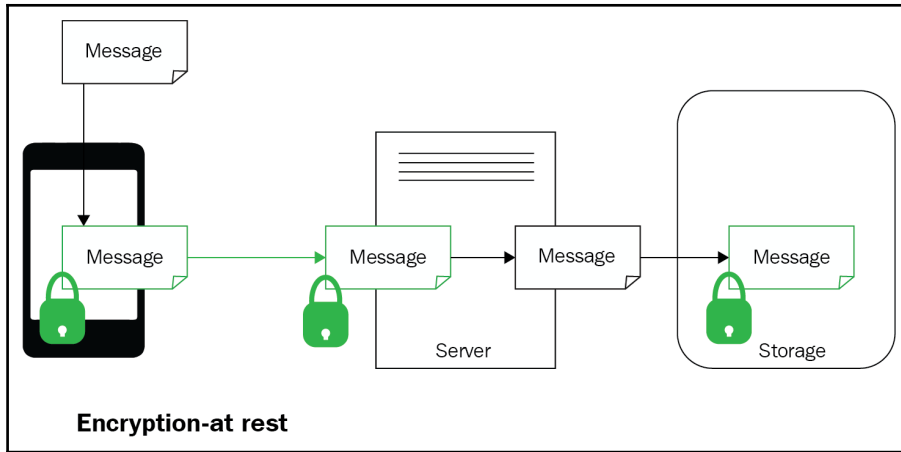 Message
Message
Message
Message
Message
Server
Storage
Encryption-at rest